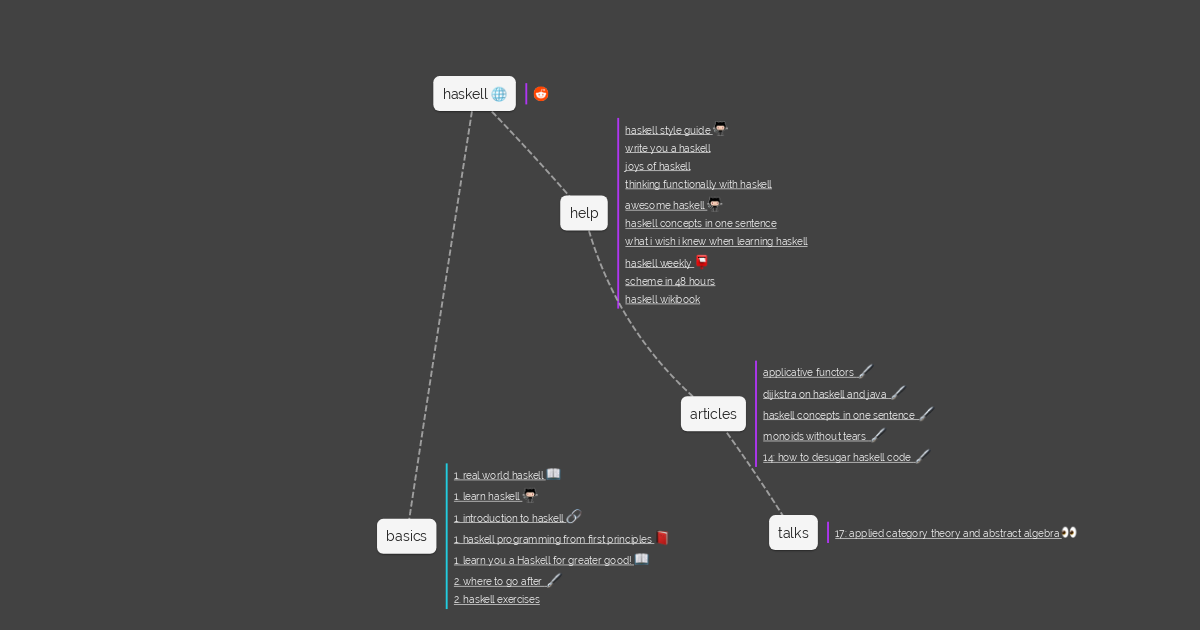 haskell
haskell style guide
write you a haskell
joys of haskell
thinking functionally with haskell
help
awesome haskell
haskell concepts in one sentence
what i wish i knew when learning haskell
haskell weekly
scheme in 48 hours
haskell wikibook
articles
applicative functors
dijkstra on haskell and java
haskell concepts in one sentence
monoids without tears
14: how to desugar haskell code
basics
1. real world haskell
1. learn haskell
1. introduction to haskell
1. haskell programming from first principles
1. learn you a Haskell for greater good!
2. where to go after
2. haskell exercises
talks
17: applied category theory and abstract algebra